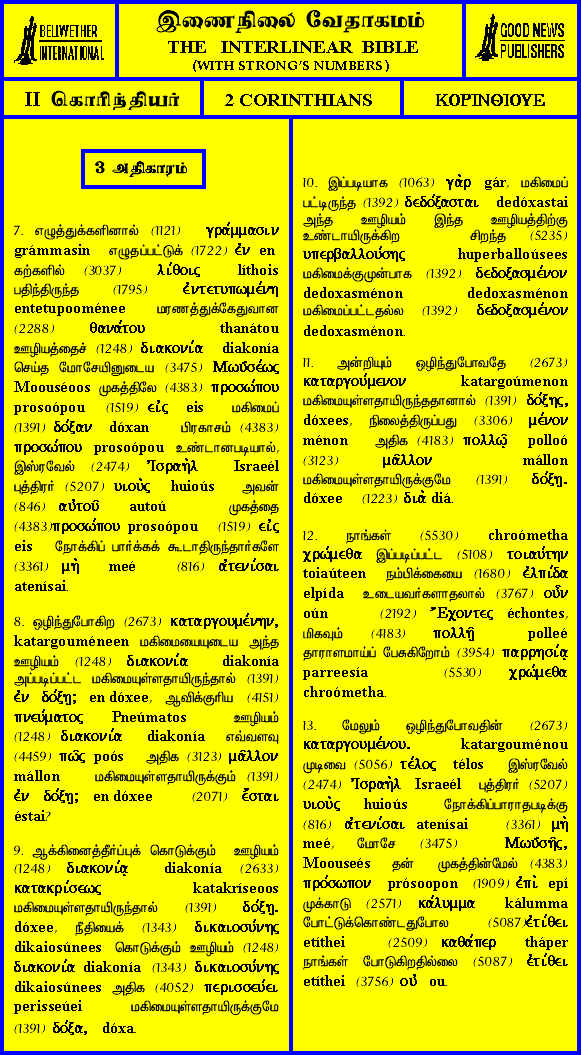 BELLWETHER
INTERNATIONAL
இணைநிலை வேதாகமம்
THE INTERLINEAR BIBLE
(WITH STRONG'S NUMBERS)
GOOD NEWS
PUBLISHERS
II கொரிந்தியர்
2 CORINTHIANS
ΚΟΡΙΝΘΙΟΥΕ
3 அதிகாரம்
7. எழுத்துக்களினால் (1121) γράμμασιν
grámmasin எழுதப்பட்டுக் (1722) ἐν en
கற்களில் (3037) λίθοις líthois
பதிந்திருந்த (1795) ἐντετυπωμένη
entetupooménee மரணத்துக்கேதுவான
(2288) θανάτου thanátou
ஊழியத்தைச் (1248) διακονία diakonía
செய்த மோசேயினுடைய (3475) Μωϋσέως
Moouséoos முகத்திலே (4383) προσώπου
prosoópou (1519) εἰς eis மகிமைப்
(1391) δόξαν dóxan பிரகாசம் (4383)
προσώπου prosoópou உண்டானபடியால்,
இஸ்ரவேல் (2474) Ἰσραὴλ Israeél
புத்திரர் (5207) υἱοὺς huioús அவன்
(846) αὐτοῦ autoú முகத்தை
(4383)προσώπου prosoópou (1519) εἰς
eis நோக்கிப் பார்க்கக் கூடாதிருந்தார்களே
(3361) μὴ meé (816) ἀτενίσαι
atenísai.
8. ஒழிந்துபோகிற (2673) καταργουμένην,
katargouméneen மகிமையையுடைய அந்த
ஊழியம் (1248) διακονία diakonía
அப்படிப்பட்ட மகிமையுள்ளதாயிருந்தால் (1391)
ἐν δόξῃ; en dóxee, ஆவிக்குரிய (4151)
πνεύματος Pneúmatos ஊழியம்
(1248) διακονία diakonía எவ்வளவு
(4459) πῶς poós அதிக (3123) μᾶλλον
mállon மகிமையுள்ளதாயிருக்கும் (1391)
ἐν δόξῃ; en dóxee (2071) ἔσται
éstai?
9. ஆக்கினைத்தீர்ப்புக் கொடுக்கும் ஊழியம்
(1248) διακονίᾳ diakonía (2633)
κατακρίσεως katakríseoos
மகிமையுள்ளதாயிருந்தால் (1391) δόξῃ.
dóxee, நீதியைக் (1343) δικαιοσύνης
dikaiosúnees கொடுக்கும் ஊழியம் (1248)
διακονία diakonía (1343) δικαιοσύνης
dikaiosúnees அதிக (4052) περισσεύει
perisseúei மகிமையுள்ளதாயிருக்குமே
(1391) δόξα, dóxa.
10. இப்படியாக (1063) γὰρ gár, மகிமைப்
பட்டிருந்த (1392) δεδόξασται dedóxastai
அந்த ஊழியம் இந்த ஊழியத்திற்கு
உண்டாயிருக்கிற சிறந்த (5235)
υπερβαλλούσης huperballoúsees
மகிமைக்குமுன்பாக (1392) δεδοξασμένον
dedoxasménon dedoxasménon
மகிமைப்பட்டதல்ல (1392) δεδοξασμένον
dedoxasménon.
11. அன்றியும் ஒழிந்துபோவதே (2673)
καταργούμενον katargoúmenon
மகிமையுள்ளதாயிருந்ததானால் (1391) δόξης,
dóxees, நிலைத்திருப்பது (3306) μένον
ménon அதிக (4183) πολλῷ polloó
(3123) μᾶλλον mállon
மகிமையுள்ளதாயிருக்குமே (1391) δόξῃ.
dóxee (1223) διὰ diá.
12. நாங்கள் (5530) chroómetha
χρώμεθα இப்படிப்பட்ட (5108) τοιαύτην
toiaúteen நம்பிக்கையை (1680) ἐλπίδα
elpída உடையவர்களாதலால் (3767) οὖν
oún (2192) Ἔχοντες échontes,
மிகவும் (4183) πολλῇ polleé
தாராளமாய்ப் பேசுகிறோம் (3954) παρρησίᾳ
parreesía (5530) χρώμεθα
chroómetha.
13. மேலும் ஒழிந்துபோவதின் (2673)
καταργουμένου. katargouménou
முடிவை (5056) τέλος télos இஸ்ரவேல்
(2474) Ἰσραὴλ Israeél புத்திரர் (5207)
υἱοὺς huioús நோக்கிப்பாராதபடிக்கு
(816) ἀτενίσαι atenísai (3361) μὴ
meé, மோசே (3475) Μωϋσῆς,
Moouseés தன் முகத்தின்மேல் (4383)
πρόσωπον prósoopon (1909) ἐπὶ epí
முக்காடு (2571) κάλυμμα kálumma
போட்டுக்கொண்டதுபோல (5087)ἐτίθει
etíthei (2509) καθάπερ tháper
நாங்கள் போடுகிறதில்லை (5087) ἐτίθει
etíthei (3756) οὐ ou.